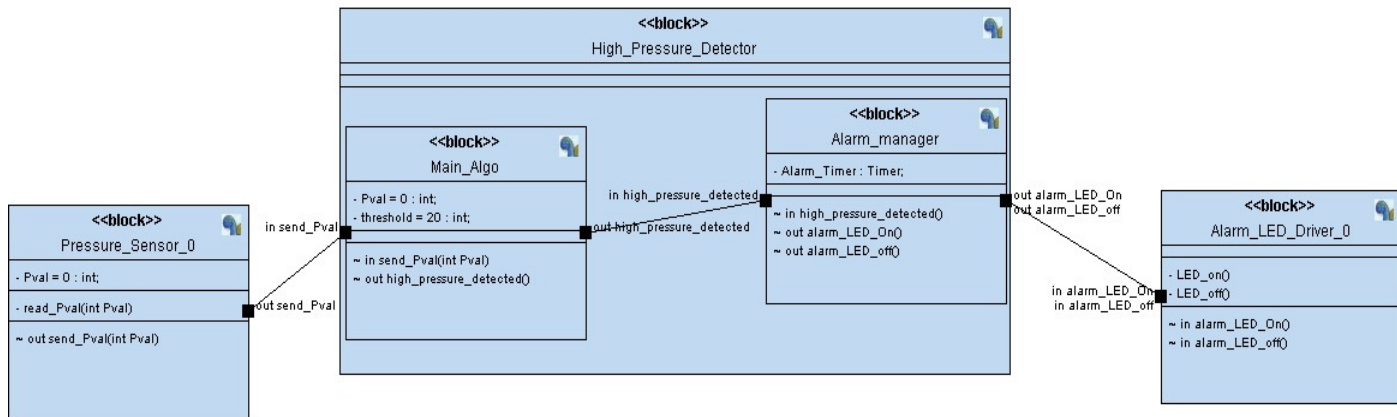 <<block>>
High_Pressure_Detector
<<block>>
Main_Algo
- Pval = 0 : int;
- threshold = 20 : int;
~ in send_Pval(int Pval)
~ out high_pressure_detected()
<<block>>
Alarm_manager
- Alarm_Timer : Timer;
~ in high_pressure_detected()
~ out alarm_LED_On()
~ out alarm_LED_off()
<<block>>
Pressure_Sensor_0
- Pval = 0 : int;
- read_Pval(int Pval)
~ out send_Pval(int Pval)
<<block>>
Alarm_LED_Driver_0
- LED_on()
- LED_off()
~ in alarm_LED_On()
~ in alarm_LED_off()
out send_Pval
in send_Pval
out high_pressure_detected
in high_pressure_detected
out alarm_LED_On
out alarm_LED_off
in alarm_LED_On
in alarm_LED_off